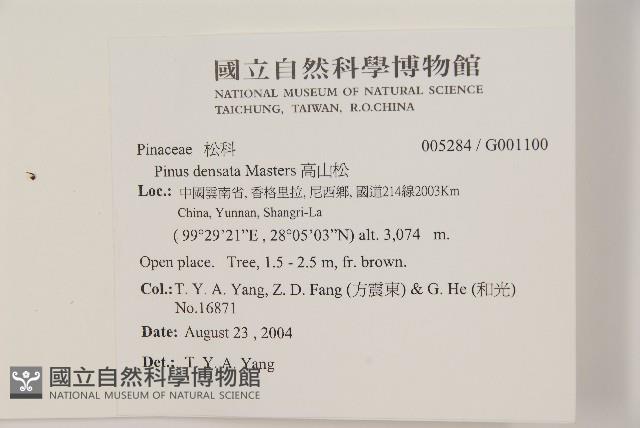 國立自然科學博物館
NATIONAL MUSEUM OF NATURAL SCIENCE
TAICHUNG, TAIWAN, R.O.CHINA
Pinaceae 松科 005284 / G001100
Pinus densata Masters 高山松
Loc.: 中國雲南省, 香格里拉, 尼西鄉, 國道214線2003Km
China, Yunnan, Shangri-La
( 99°29'21"E , 28°05'03"N) alt. 3,074 m.
Open place. Tree, 1.5 - 2.5 m, fr. brown.
Col.: T. Y. A. Yang, Z. D. Fang (方震東) & G. He (和光)
No.16871
Date: August 23 , 2004
Det.: T. Y. A. Yang
國立自然科學博物館
NATIONAL MUSEUM OF NATURAL SCIENCE